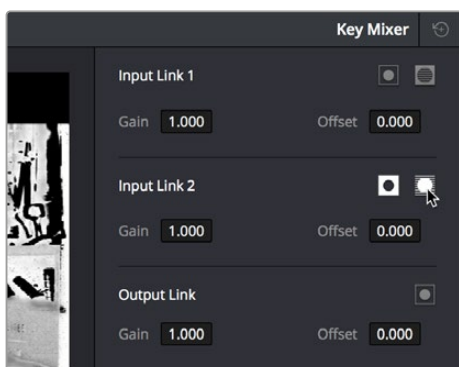 Key Mixer
Input Link 1
Gain 1.000 Offset 0.000
Input Link 2
Gain 1.000 Offset 0.000
Output Link
Gain 1.000 Offset 0.000